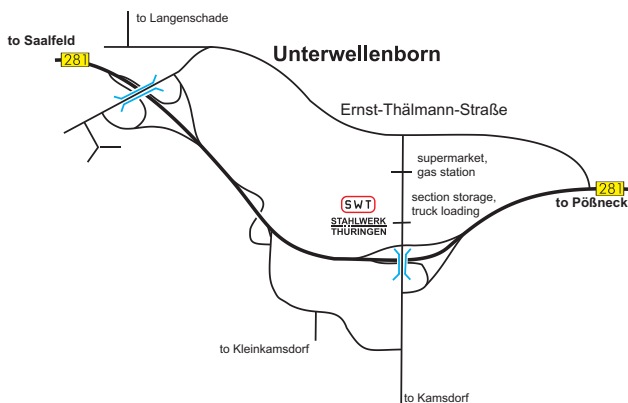 to Langenschade
to Saalfeld
281
Unterwellenborn
Ernst-Thälmann-Straße
supermarket,
gas station
281
section storage,
truck loading
to Pößneck
SWT
STAHLWERK
THÜRINGEN
to Kleinkamsdorf
to Kamsdorf